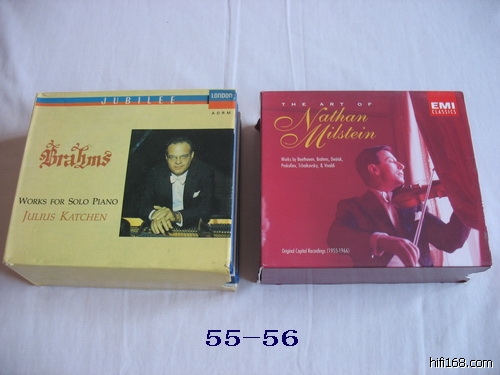 JUBILEE
LONDON
ADRM
Brahms
WORKS FOR SOLO PIANO
JULIUS KATCHEN
THE ART OF
Nathan
Milstein
EMI
CLASSICS
Works by Beethoven, Brahms, Dvořák,
Prokofiev, Tchaikovsky, & Vivaldi
Original Capitol Recordings (1953-1966)
55-56
hifi168.com